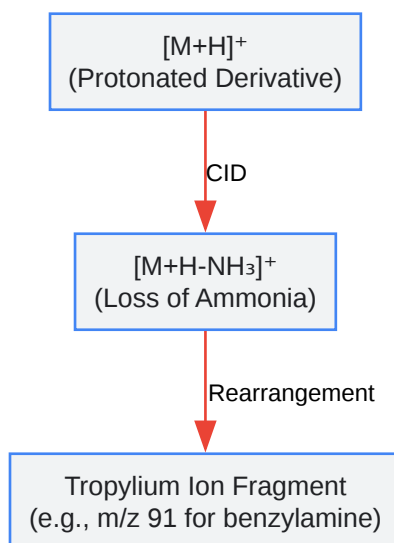 [M+H]⁺
(Protonated Derivative)
CID
[M+H-NH₃]⁺
(Loss of Ammonia)
Rearrangement
Tropylium Ion Fragment
(e.g., m/z 91 for benzylamine)